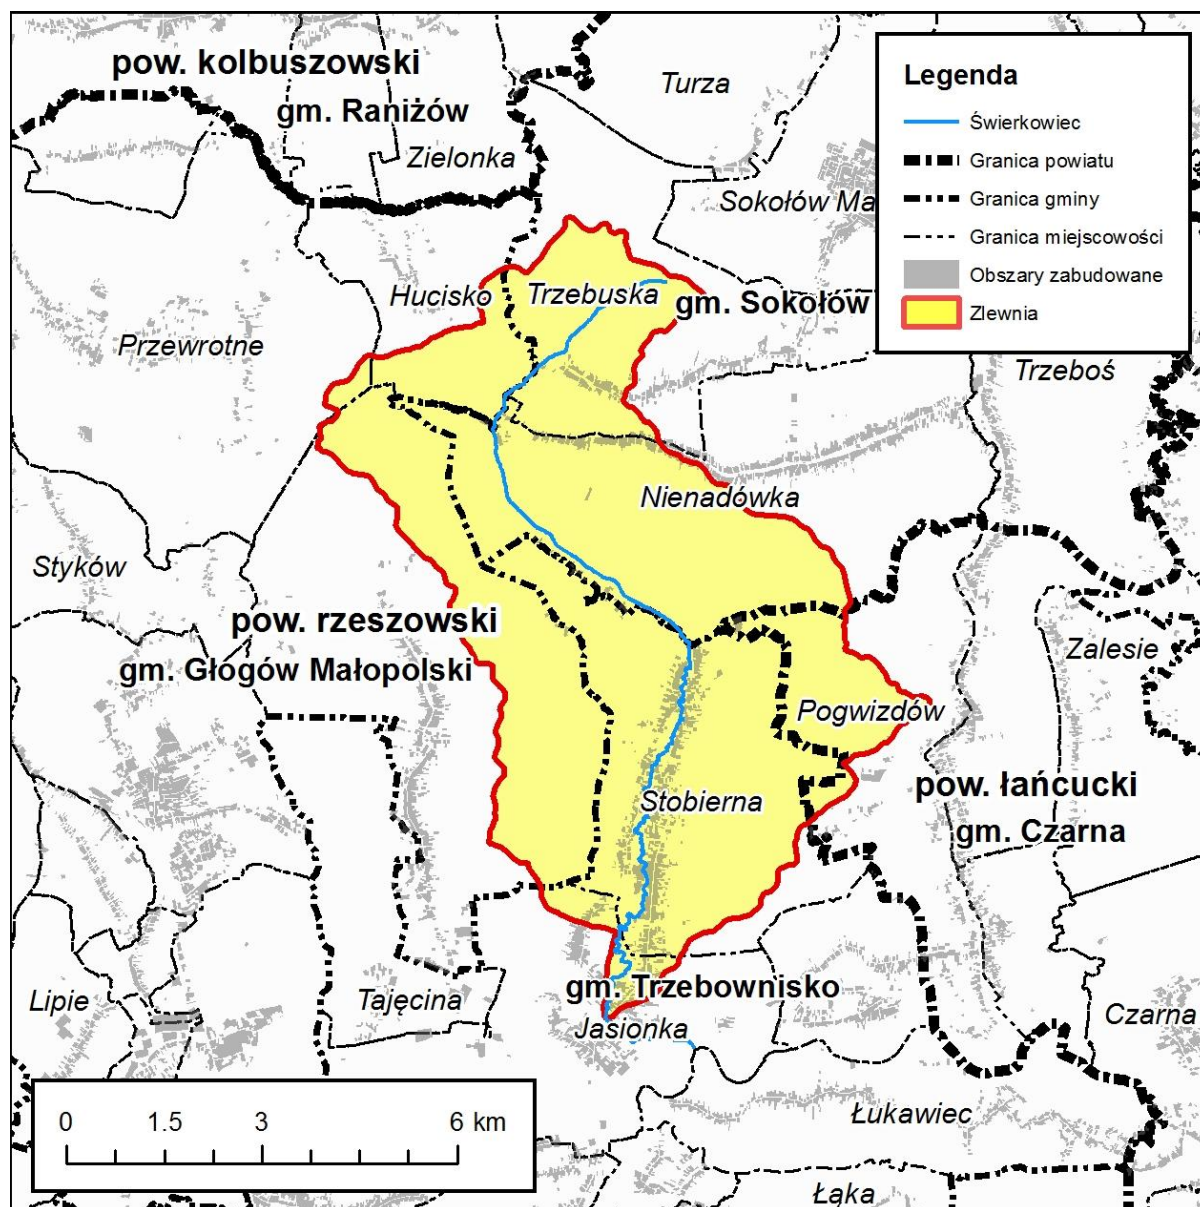 pow. kolbuszowski
gm. Raniżów
Zielonka
Turza
Sokołów Ma
Legenda
Świerkowiec
Granica powiatu
Granica gminy
Granica miejscowości
Obszary zabudowane
Zlewnia
Hucisko
Trzebuska
gm. Sokołów
Przewrotne
Trzeboś
Nienadówka
Styków
pow. rzeszowski
gm. Głogów Małopolski
Zalesie
Pogwizdów
pow. łańcucki
gm. Czarna
Stobierna
gm. Trzebownisko
Lipie
Tajęcina
Jasionka
Czarna
Łukawiec
Łąka
0 1.5 3 6 km